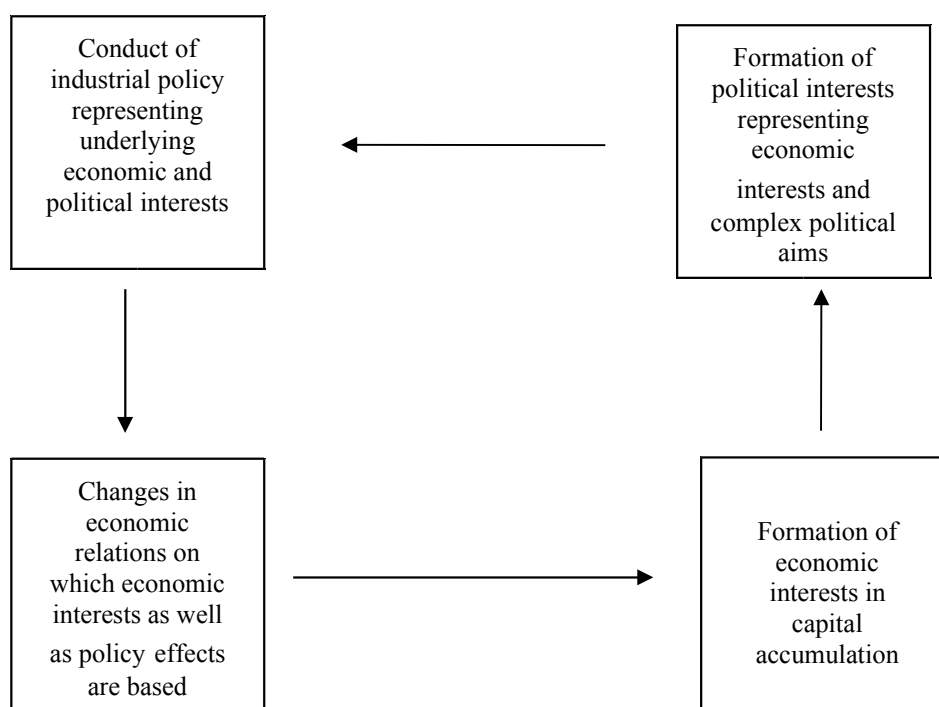 Conduct of
industrial policy
representing
underlying
economic and
political interests
Formation of
political interests
representing
economic
interests and
complex political
aims
Changes in
economic
relations on
which economic
interests as well
as policy effects
are based
Formation of
economic
interests in
capital
accumulation